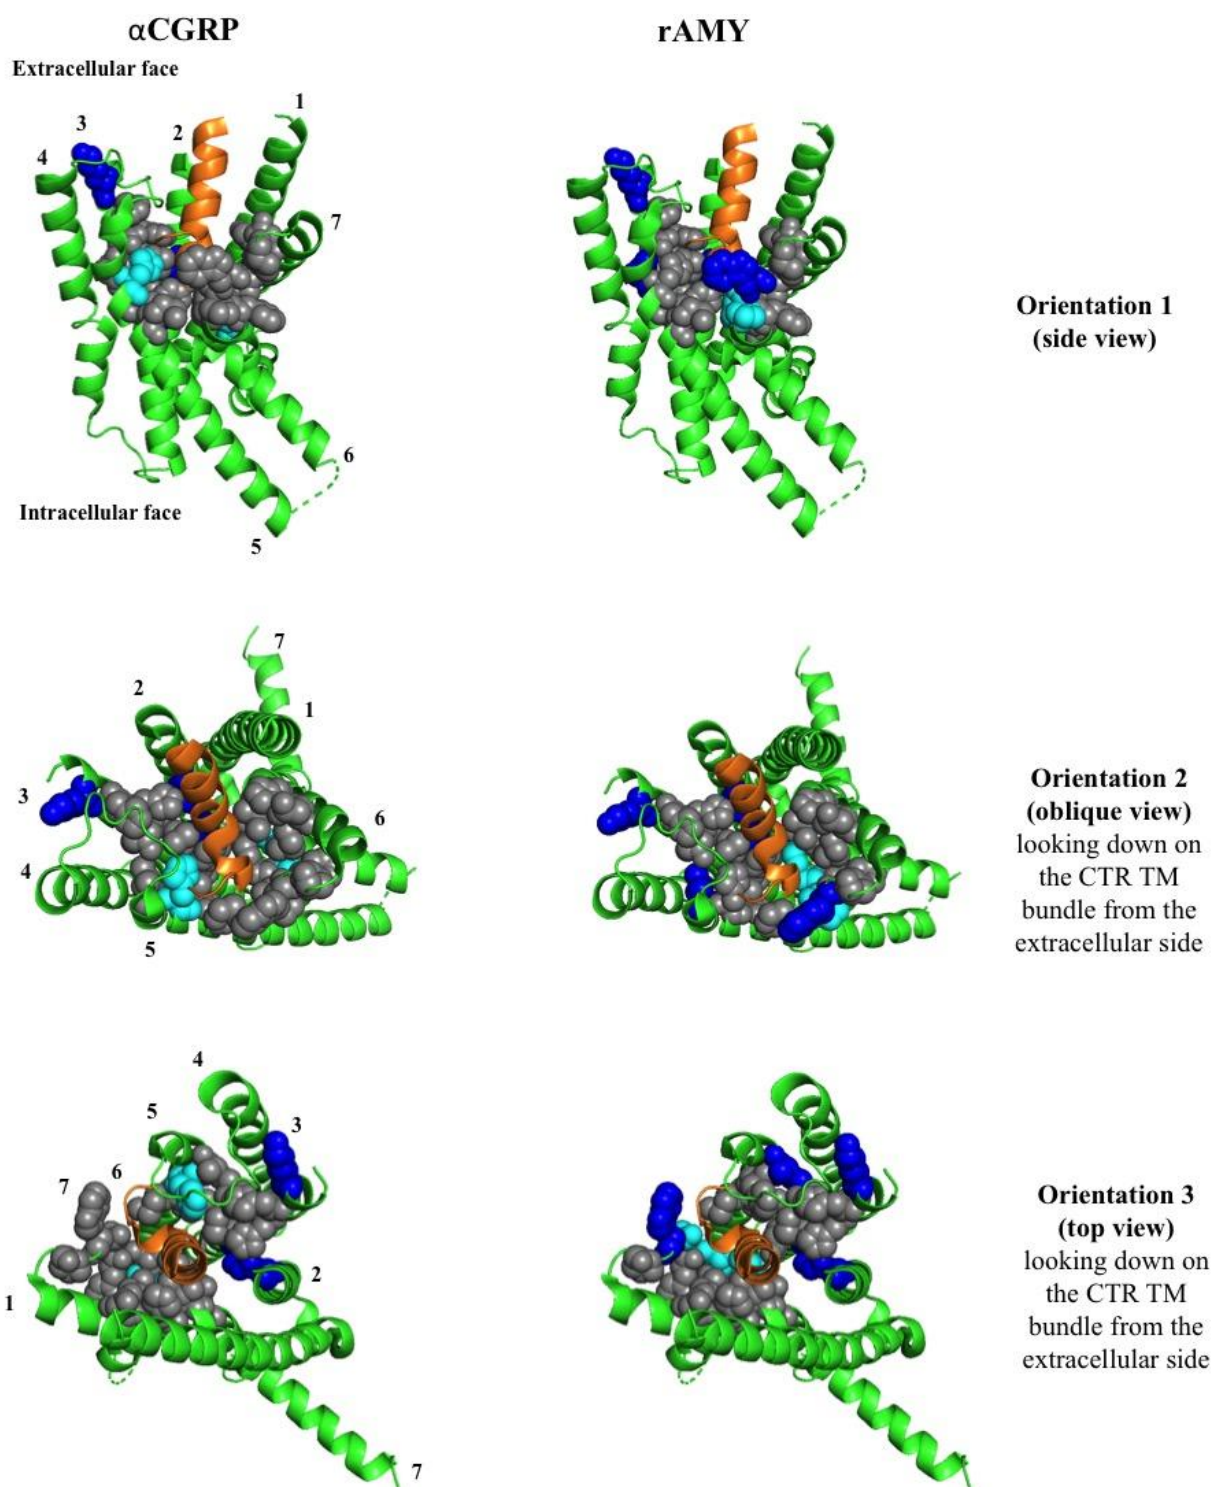 αCGRP
rAMY
Extracellular face
1
3
2
4
7
Orientation 1
(side view)
6
Intracellular face
5
7
2
1
3
6
4
5
Orientation 2
(oblique view)
looking down on
the CTR TM
bundle from the
extracellular side
4
5
3
6
7
2
1
7
Orientation 3
(top view)
looking down on
the CTR TM
bundle from the
extracellular side